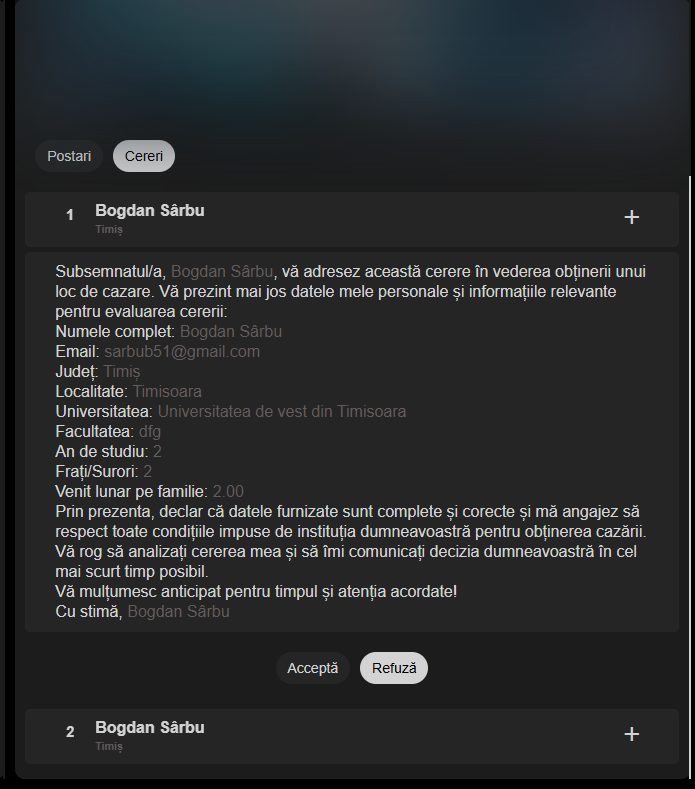 Postari Cereri
1 Bogdan Sârbu +
Timiș
Subsemnatul/a, Bogdan Sârbu, vă adresez această cerere în vederea obținerii unui
loc de cazare. Vă prezint mai jos datele mele personale și informațiile relevante
pentru evaluarea cererii:
Numele complet: Bogdan Sârbu
Email: sarbub51@gmail.com
Județ: Timiș
Localitate: Timisoara
Universitatea: Universitatea de vest din Timisoara
Facultatea: dfg
An de studiu: 2
Frați/Surori: 2
Venit lunar pe familie: 2.00
Prin prezenta, declar că datele furnizate sunt complete și corecte și mă angajez să
respect toate condițiile impuse de instituția dumneavoastră pentru obținerea cazării.
Vă rog să analizați cererea mea și să îmi comunicați decizia dumneavoastră în cel
mai scurt timp posibil.
Vă mulțumesc anticipat pentru timpul și atenția acordate!
Cu stimă, Bogdan Sârbu
Acceptă Refuză
2 Bogdan Sârbu +
Timiș